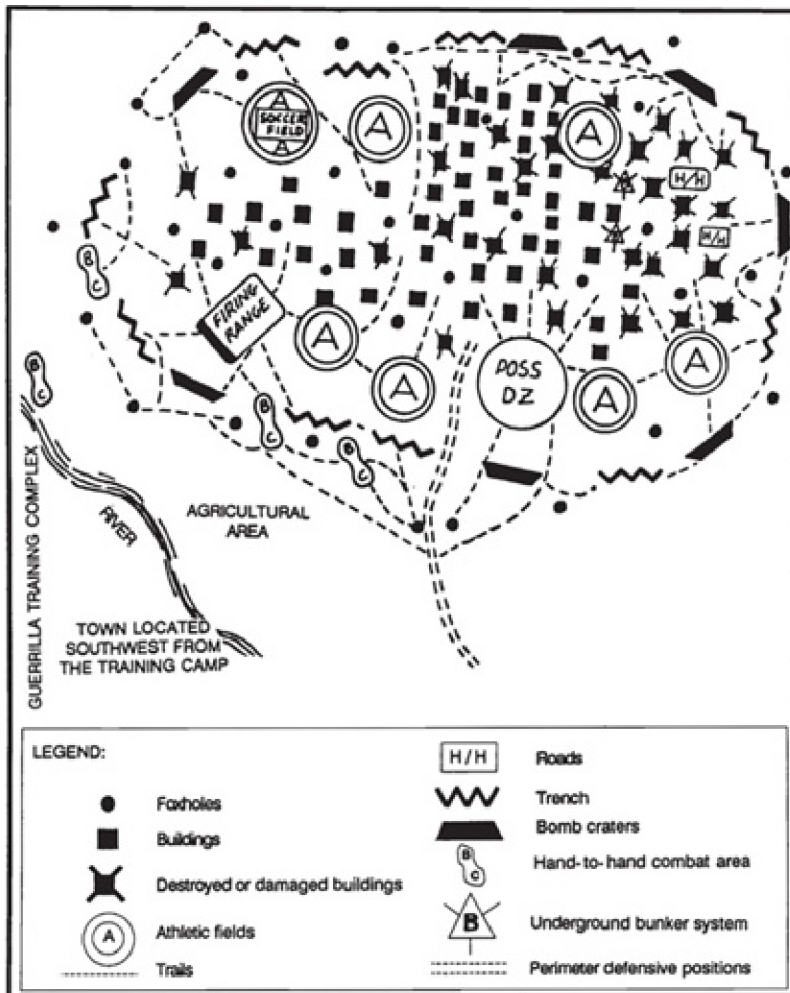 SOCCER
FIELD
A
A
A
A
H/H
B
H/H
B
B
C
FIRING
RANGE
A
A
POSS
DZ
A
A
B
C
B
C
B
C
GUERRILLA TRAINING COMPLEX
RIVER
AGRICULTURAL
AREA
TOWN LOCATED
SOUTHWEST FROM
THE TRAINING CAMP
LEGEND:
Foxholes
Buildings
Destroyed or damaged buildings
A
Athletic fields
Trails
H/H
Roads
Trench
Bomb craters
B
C
Hand-to-hand combat area
B
Underground bunker system
Perimeter defensive positions